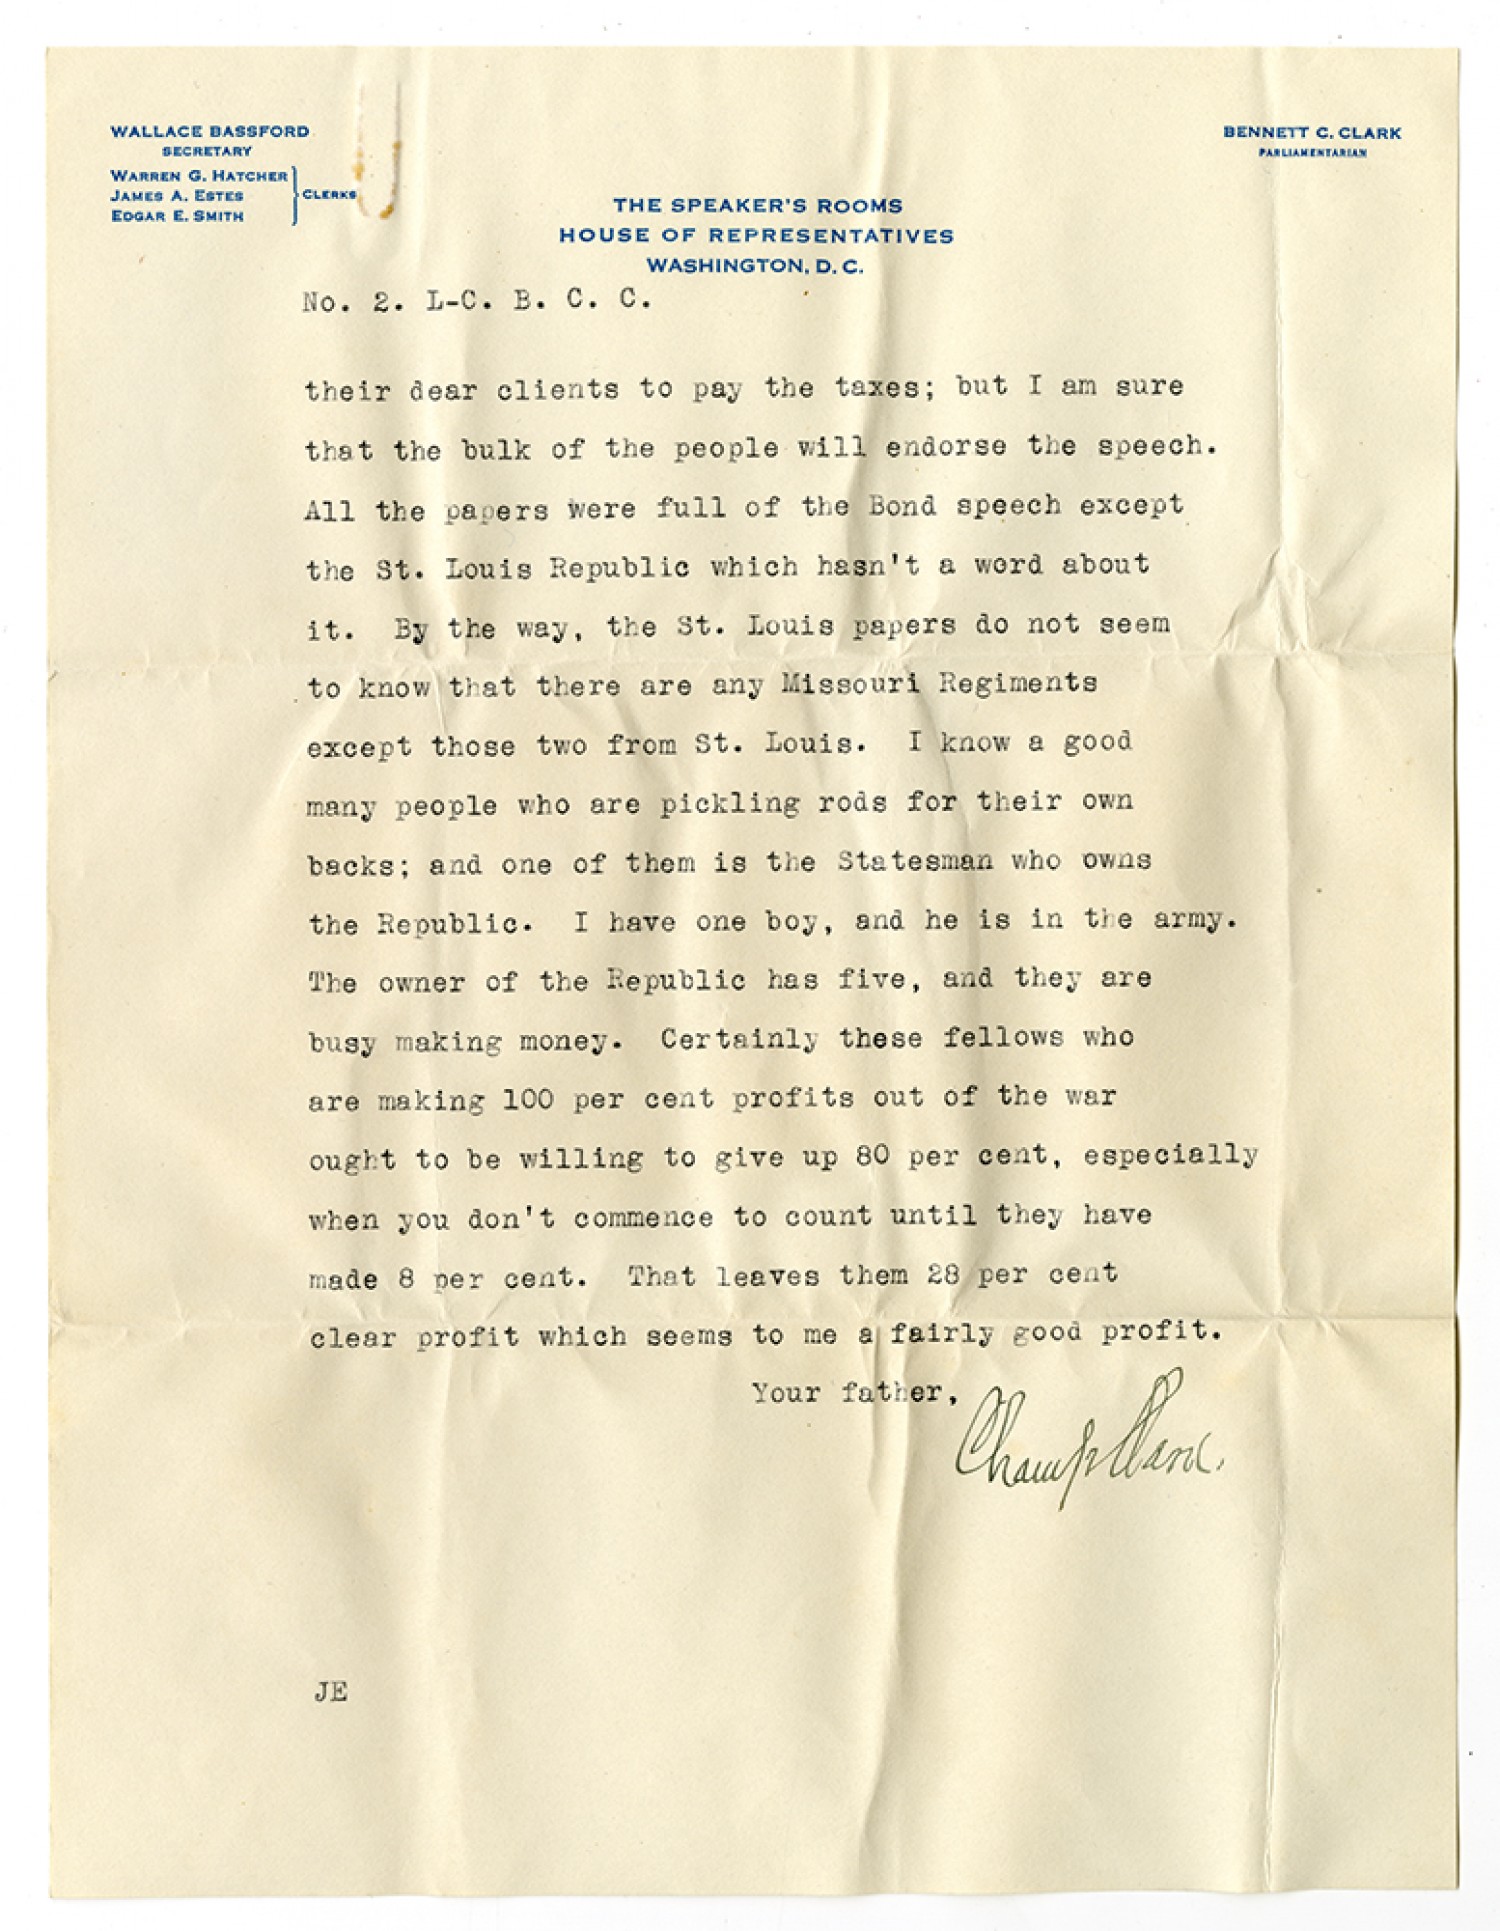 WALLACE BASSFORD
SECRETARY
WARREN G. HATCHER
JAMES A. ESTES
EDGAR E. SMITH
CLERKS
BENNETT C. CLARK
PARLIAMENTARIAN
THE SPEAKER'S ROOMS
HOUSE OF REPRESENTATIVES
WASHINGTON, D. C.
No. 2. L-C. B. C. C.
their dear clients to pay the taxes; but I am sure
that the bulk of the people will endorse the speech.
All the papers were full of the Bond speech except
the St. Louis Republic which hasn't a word about
it. By the way, the St. Louis papers do not seem
to know that there are any Missouri Regiments
except those two from St. Louis. I know a good
many people who are pickling rods for their own
backs; and one of them is the Statesman who owns
the Republic. I have one boy, and he is in the army.
The owner of the Republic has five, and they are
busy making money. Certainly these fellows who
are making 100 per cent profits out of the war
ought to be willing to give up 80 per cent, especially
when you don't commence to count until they have
made 8 per cent. That leaves them 28 per cent
clear profit which seems to me a fairly good profit.
Your father,
Champ Clark.
JE